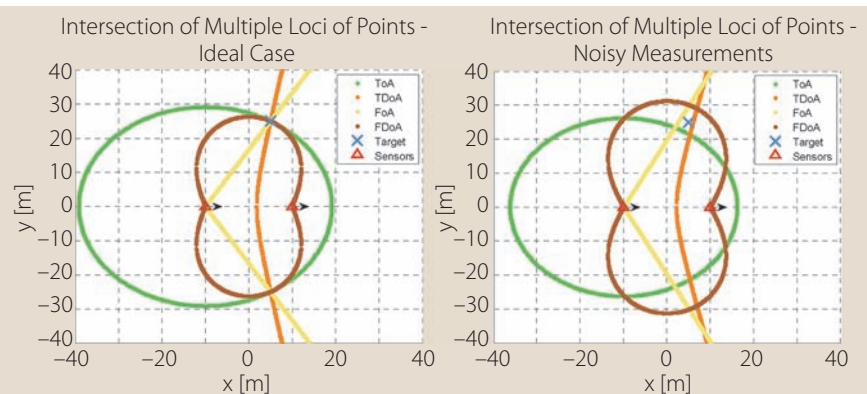 Intersection of Multiple Loci of Points -
Ideal Case
40
30
20
10
0
−10
−20
−30
−40
y [m]
−40
−20
0
20
40
x [m]
ToA
TDoA
FoA
FDoA
Target
Sensors
Intersection of Multiple Loci of Points -
Noisy Measurements
40
30
20
10
0
−10
−20
−30
−40
y [m]
−40
−20
0
20
40
x [m]
ToA
TDoA
FoA
FDoA
Target
Sensors